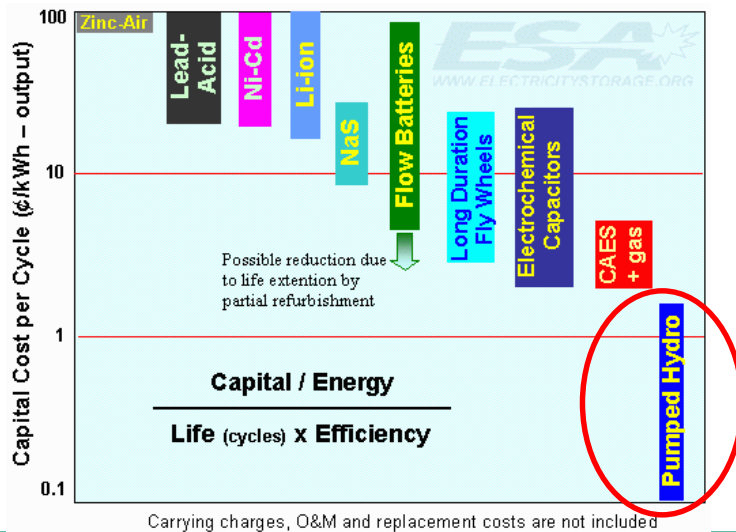 Capital Cost per Cycle (¢/kWh – output)
100
10
1
0.1
Zinc-Air
Lead-
Acid
Ni-Cd
Li-ion
NaS
Flow Batteries
Long Duration
Fly Wheels
Electrochemical
Capacitors
CAES
+ gas
Pumped Hydro
ESA
WWW.ELECTRICITYSTORAGE.ORG
Possible reduction due
to life extention by
partial refurbishment
Capital / Energy
Life (cycles) x Efficiency
Carrying charges, O&M and replacement costs are not included